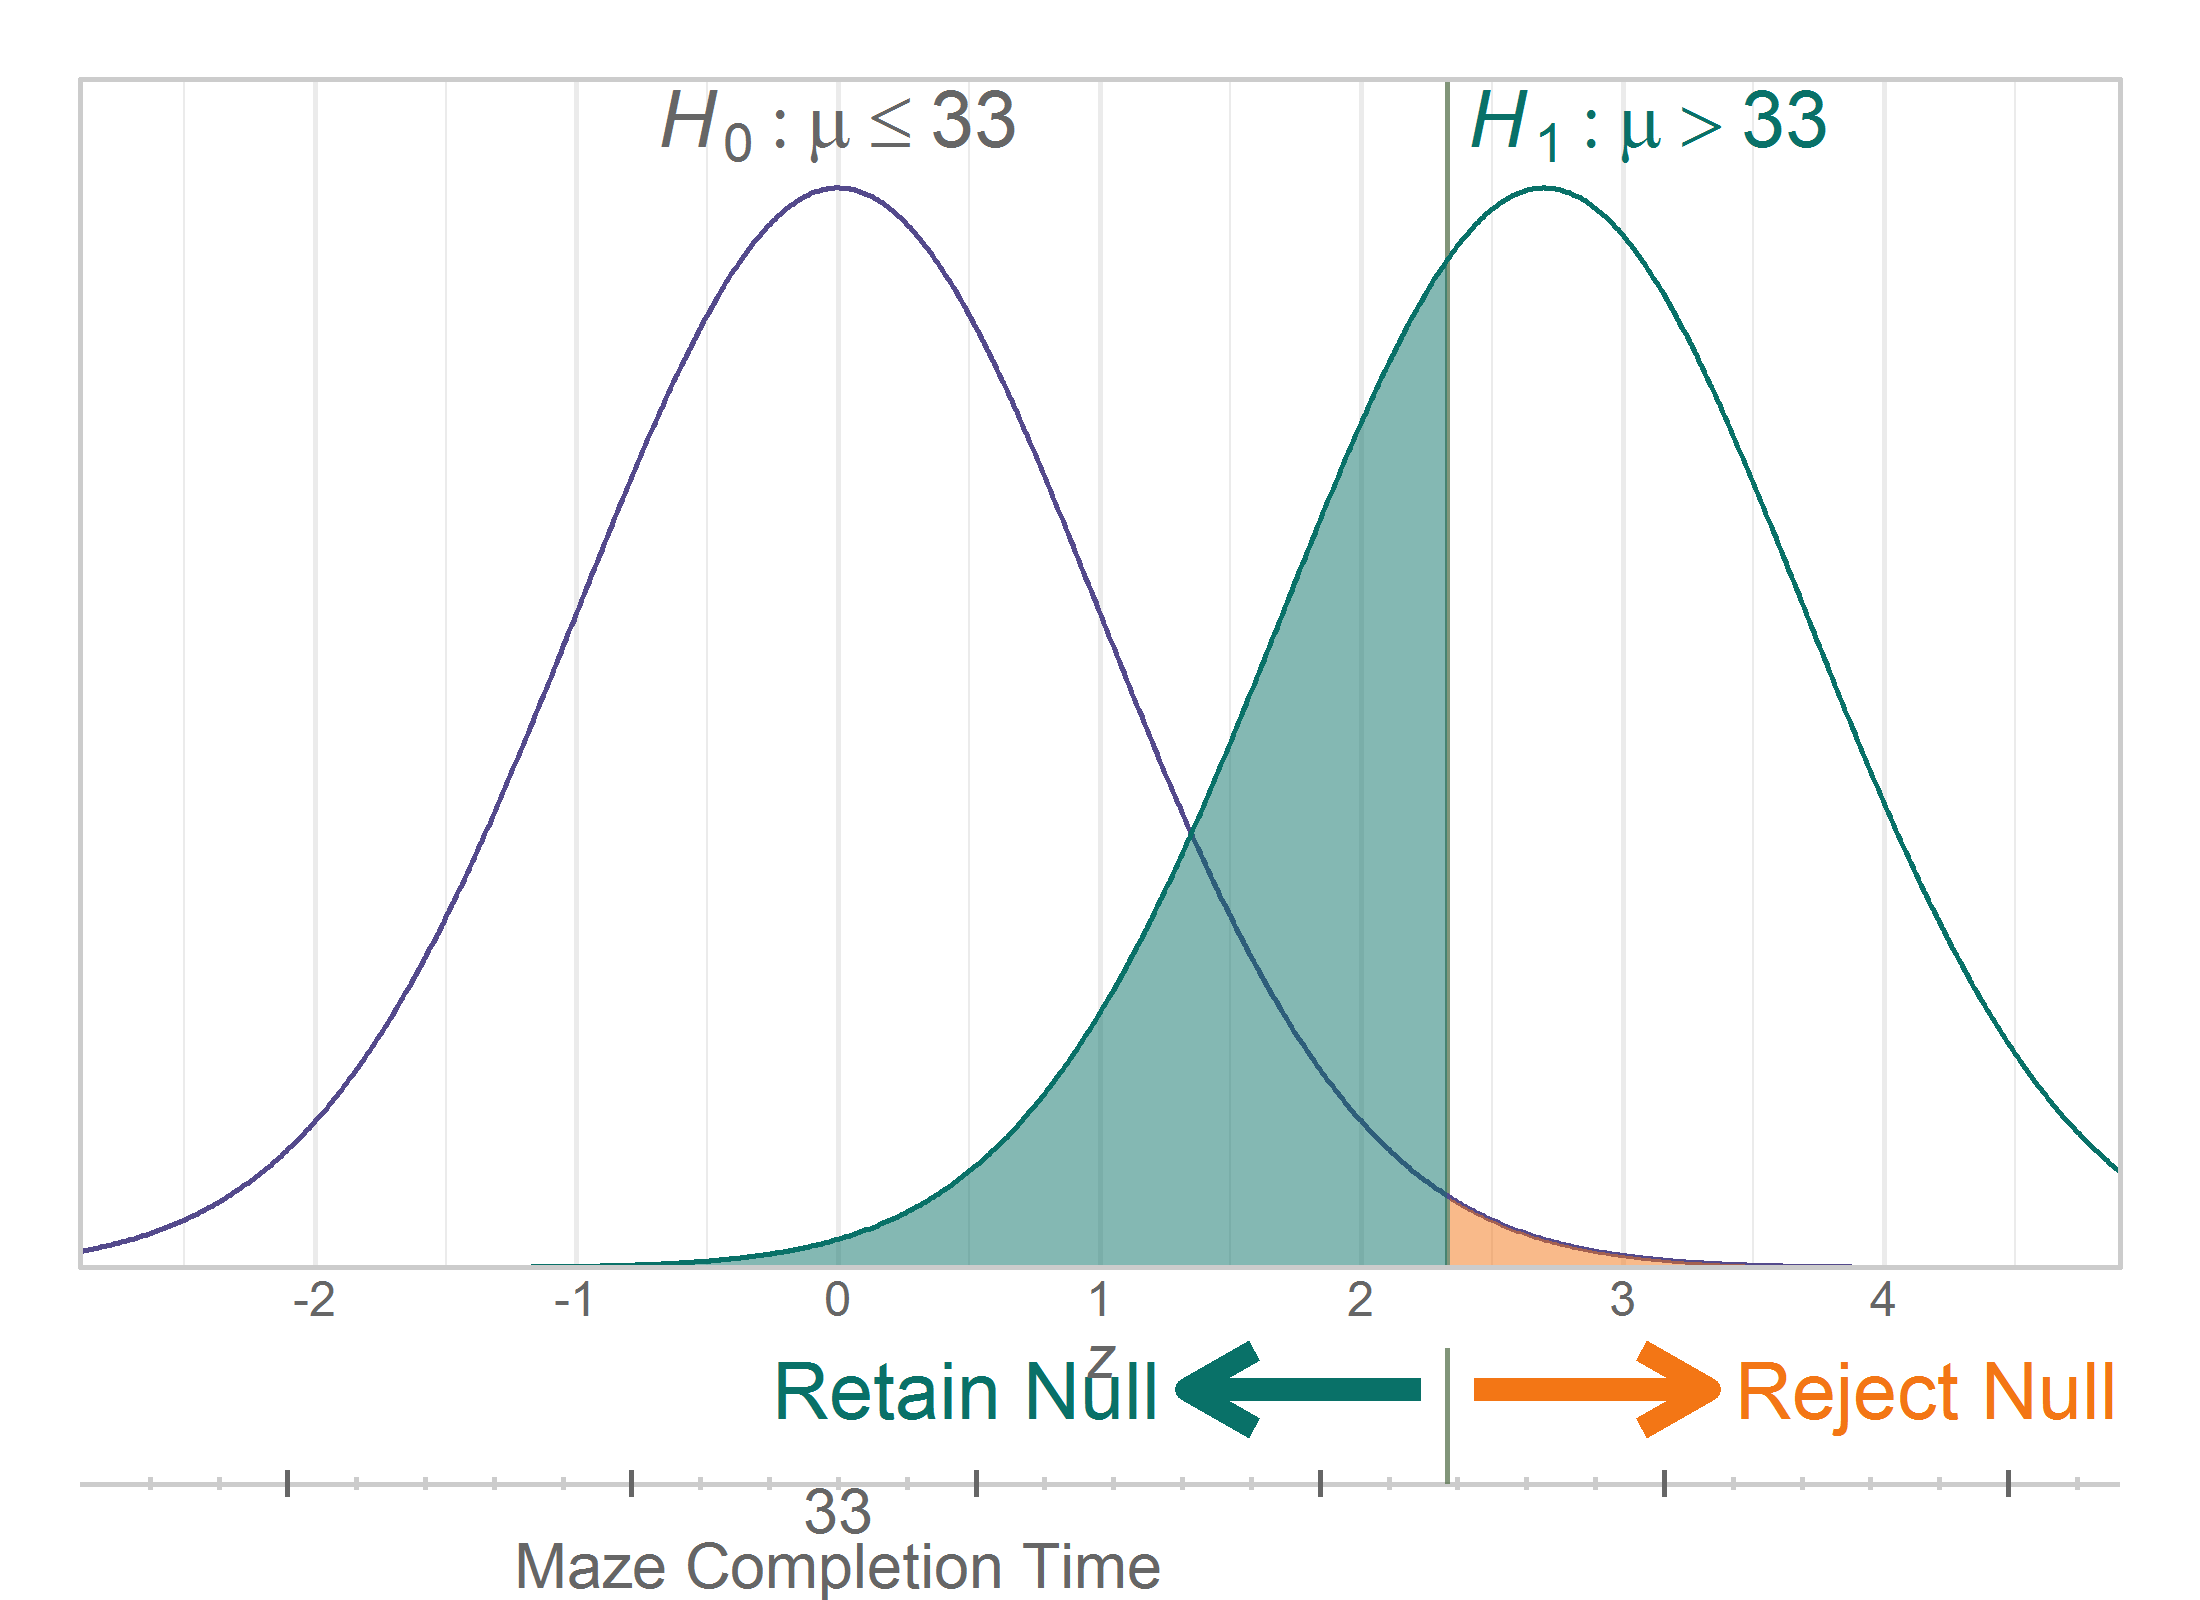 H₀ : μ ≤ 33
H₁ : μ > 33
-2 -1 0 1 2 3 4
z
Retain Null
Reject Null
33
Maze Completion Time